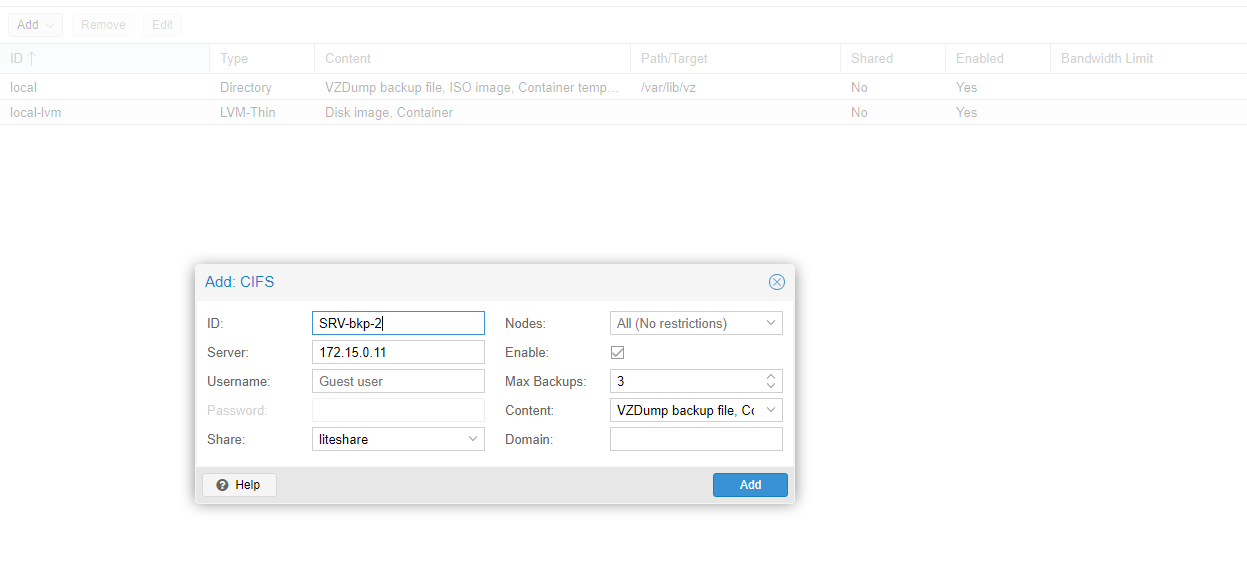 Add Remove Edit
ID Type Content Path/Target Shared Enabled Bandwidth Limit
local Directory VZDump backup file, ISO image, Container temp... /var/lib/vz No Yes
local-lvm LVM-Thin Disk image, Container No Yes
Add: CIFS
ID: SRV-bkp-2 Nodes: All (No restrictions)
Server: 172.15.0.11 Enable:
Username: Guest user Max Backups: 3
Password: Content: VZDump backup file, Co
Share: liteshare Domain:
Help Add